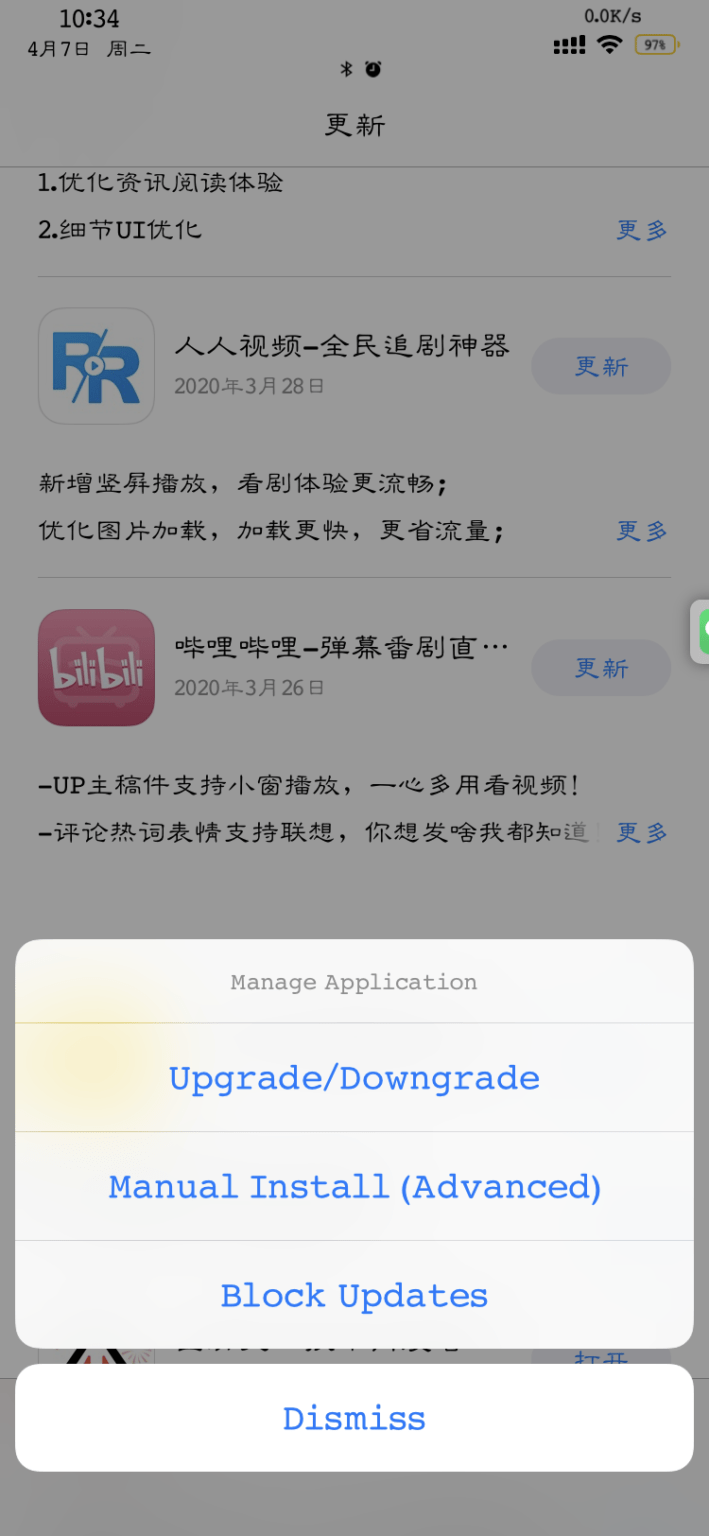 10:34
0.0K/s
4月7日 周二
97%
更新
1.优化资讯阅读体验
2.细节UI优化
更多
人人视频-全民追剧神器
2020年3月28日
更新
新增竖屏播放，看剧体验更流畅；
优化图片加载，加载更快，更省流量；
更多
bilibili
哔哩哔哩-弹幕番剧直…
2020年3月26日
更新
-UP主稿件支持小窗播放，一心多用看视频！
-评论热词表情支持联想，你想发啥我都知道
更多
Manage Application
Upgrade/Downgrade
Manual Install (Advanced)
Block Updates
打开
Dismiss